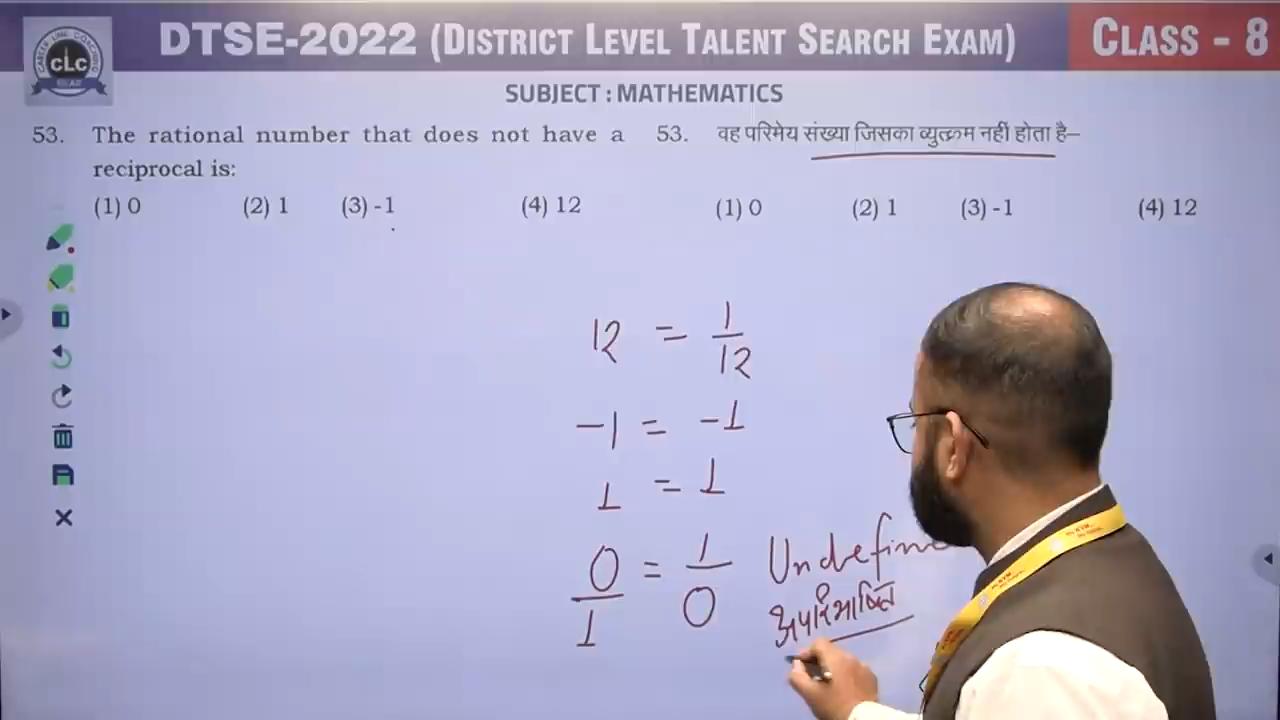 DTSE-2022 (DISTRICT LEVEL TALENT SEARCH EXAM)
CLASS - 8
cLc
SUBJECT : MATHEMATICS
53. The rational number that does not have a reciprocal is:
(1) 0 (2) 1 (3) -1 (4) 12
53. वह परिमेय संख्या जिसका व्युत्क्रम नहीं होता है–
(1) 0 (2) 1 (3) -1 (4) 12
12 = 1/12
-1 = -1
1 = 1
0/1 = 1/0 Undefine
अपरिभाषित